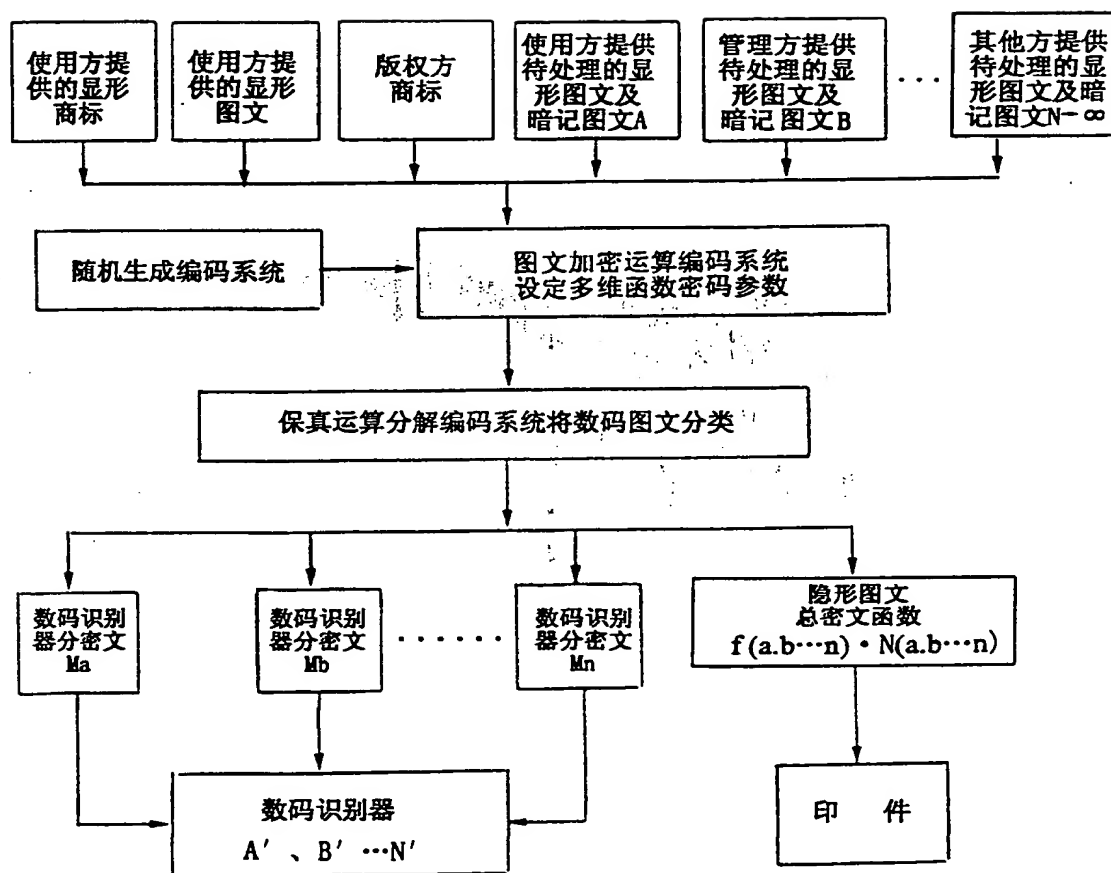 使用方提
供的显形
商标
使用方提
供的显形
图文
版权方
商标
使用方提供
待处理的显
形图文及
暗记图文A
管理方提供
待处理的显
形图文及
暗记图文B
····
其他方提供
待处理的显
形图文及暗
记图文N-∞
随机生成编码系统
图文加密运算编码系统
设定多维函数密码参数
保真运算分解编码系统将数码图文分类
数码识别
器分密文
Ma
数码识别
器分密文
Mb
······
数码识别
器分密文
Mn
隐形图文
总密文函数
f(a.b···n)·N(a.b···n)
数码识别器
A′、B′···N′
印 件